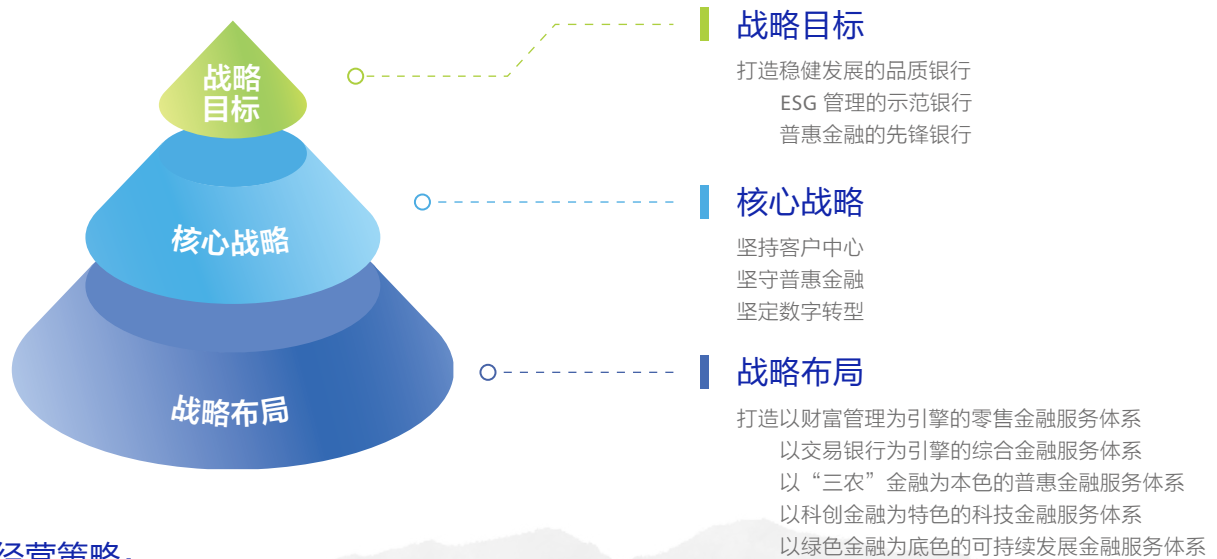 战略
目标
核心战略
战略布局
战略目标
打造稳健发展的品质银行
ESG 管理的示范银行
普惠金融的先锋银行
核心战略
坚持客户中心
坚守普惠金融
坚定数字转型
战略布局
打造以财富管理为引擎的零售金融服务体系
以交易银行为引擎的综合金融服务体系
以“三农”金融为本色的普惠金融服务体系
以科创金融为特色的科技金融服务体系
以绿色金融为底色的可持续发展金融服务体系
经营策略